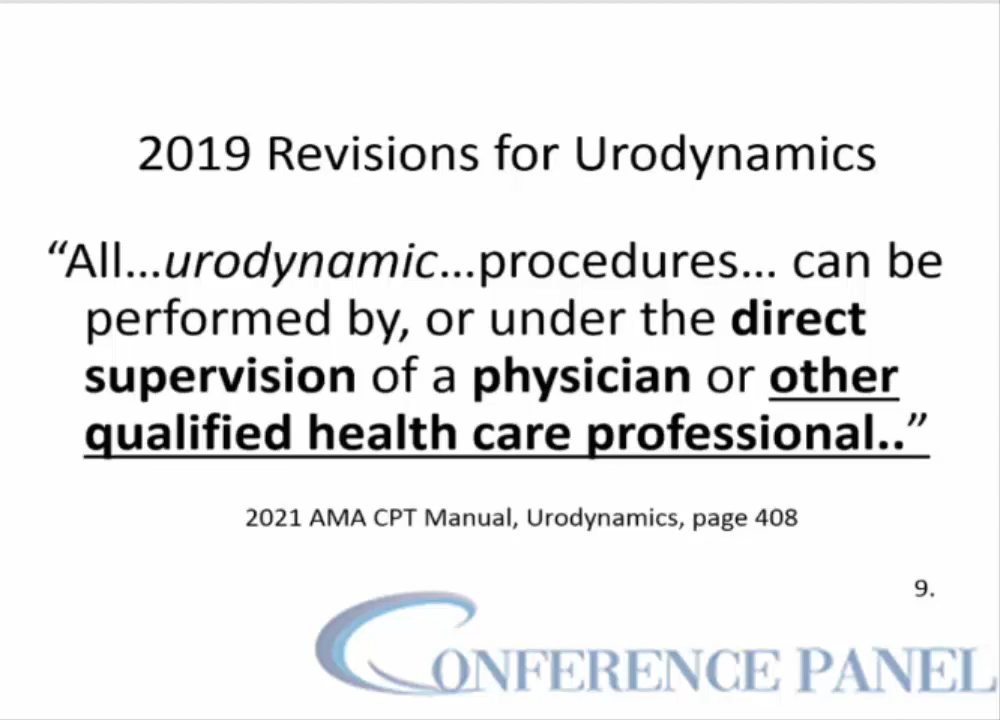 2019 Revisions for Urodynamics
“All...urodynamic...procedures... can be
performed by, or under the direct
supervision of a physician or other
qualified health care professional..”
2021 AMA CPT Manual, Urodynamics, page 408
9.
CONFERENCE PANEL